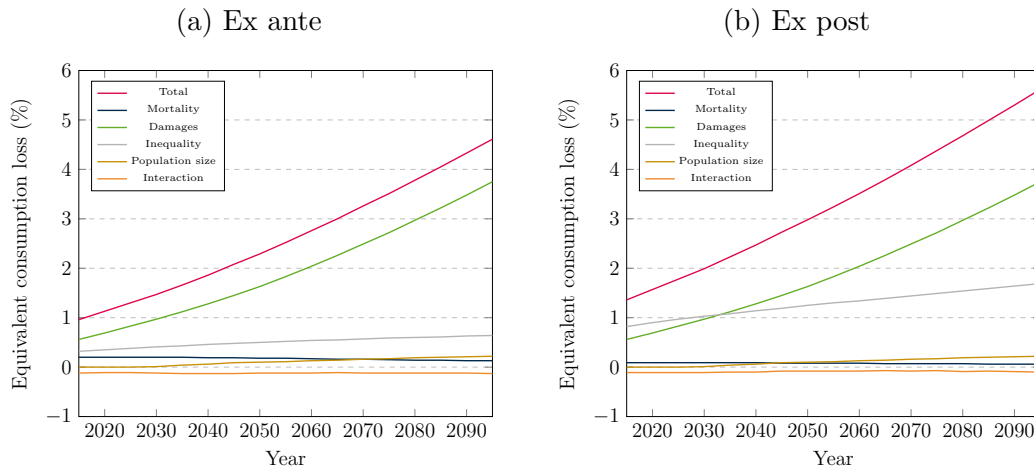 (a) Ex ante
6
5
4
3
2
1
0
−1
Equivalent consumption loss (%)
Total
Mortality
Damages
Inequality
Population size
Interaction
2020 2030 2040 2050 2060 2070 2080 2090
Year
(b) Ex post
6
5
4
3
2
1
0
−1
Equivalent consumption loss (%)
Total
Mortality
Damages
Inequality
Population size
Interaction
2020 2030 2040 2050 2060 2070 2080 2090
Year